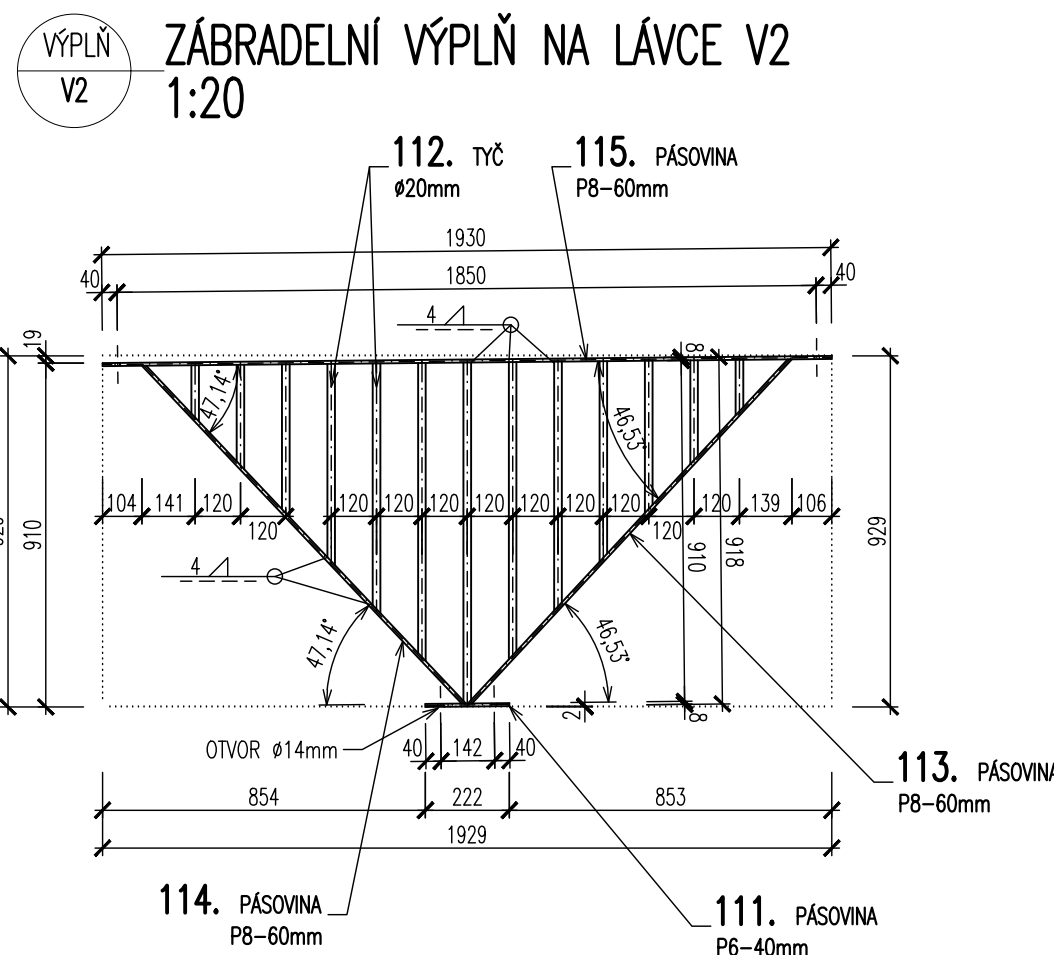 VÝPLŇ
V2
ZÁBRADELNÍ VÝPLŇ NA LÁVCE V2
1:20
112. TYČ
ø20mm
115. PÁSOVINA
P8-60mm
1930
40
1850
40
4
19
8
47,14°
46,53°
104
141
120
120
120
120
120
120
120
120
120
120
120
139
106
910
910
918
929
4
47,14°
46,53°
2
8
OTVOR ø14mm
40
142
40
854
222
853
1929
113. PÁSOVINA
P8-60mm
114. PÁSOVINA
P8-60mm
111. PÁSOVINA
P6-40mm